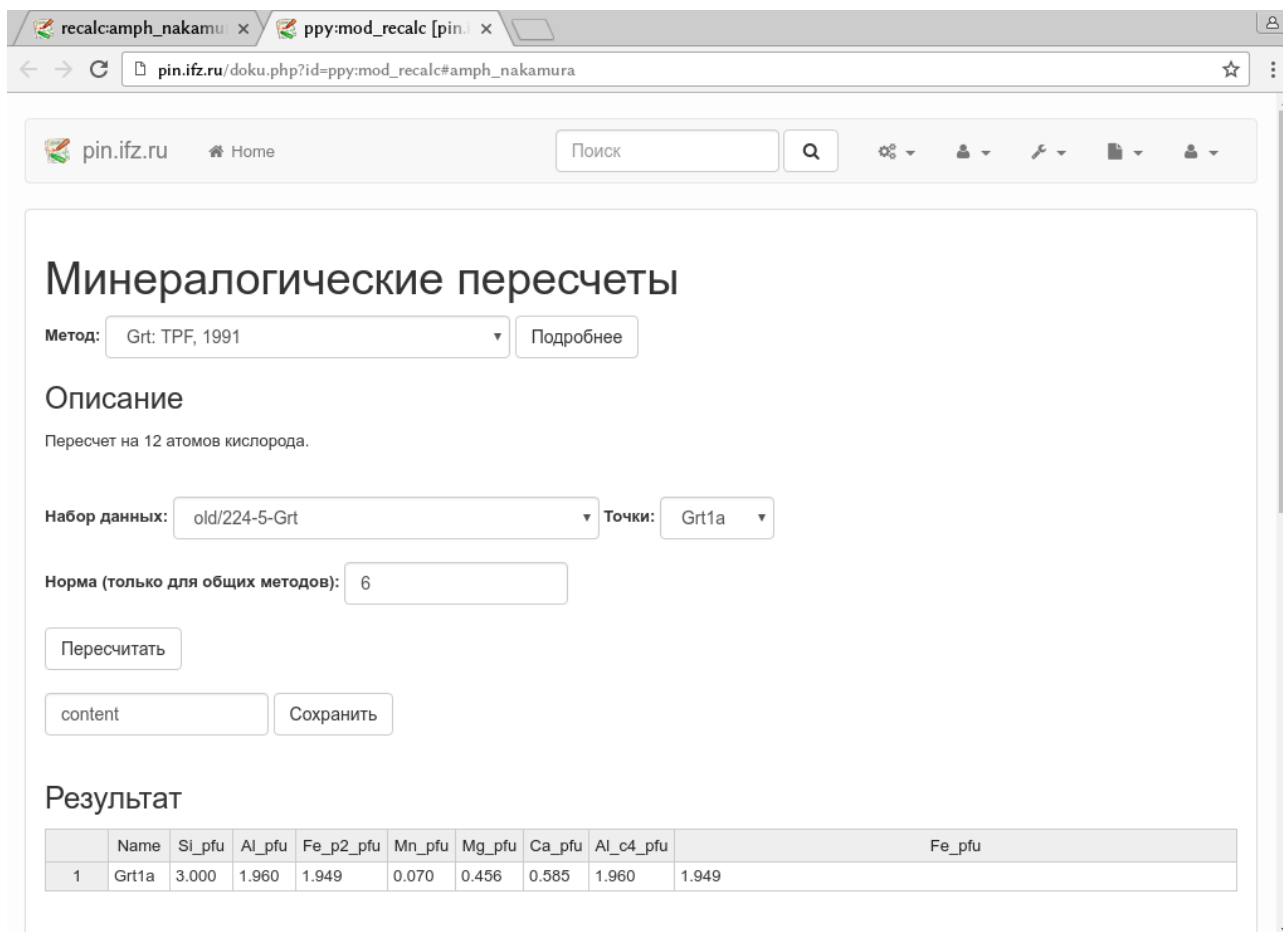 recalc:amph_nakamu
ppy:mod_recalc [pin.i
pin.ifz.ru/doku.php?id=ppy:mod_recalc#amph_nakamura
pin.ifz.ru Home Поиск
Минералогические пересчеты
Метод: Grt: TPF, 1991 Подробнее
Описание
Пересчет на 12 атомов кислорода.
Набор данных: old/224-5-Grt Точки: Grt1a
Норма (только для общих методов): 6
Пересчитать
content Сохранить
Результат
Name Si_pfu Al_pfu Fe_p2_pfu Mn_pfu Mg_pfu Ca_pfu Al_c4_pfu Fe_pfu
1 Grt1a 3.000 1.960 1.949 0.070 0.456 0.585 1.960 1.949